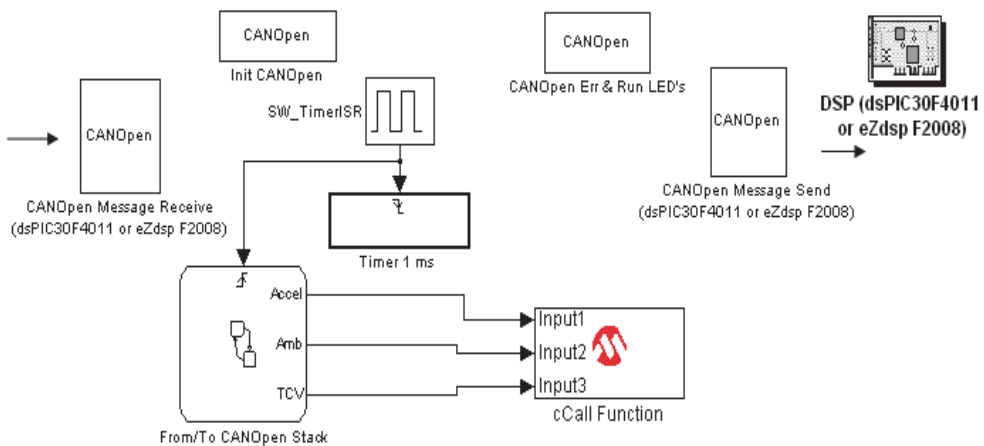 CANOpen
Init CANOpen
CANOpen
CANOpen Err & Run LED's
DSP (dsPIC30F4011
or eZdsp F2008)
SW_TimerISR
CANOpen
CANOpen Message Receive
(dsPIC30F4011 or eZdsp F2008)
CANOpen
CANOpen Message Send
(dsPIC30F4011 or eZdsp F2008)
Timer 1 ms
Accel
Amb
TCV
From/To CANOpen Stack
Input1
Input2
Input3
cCall Function